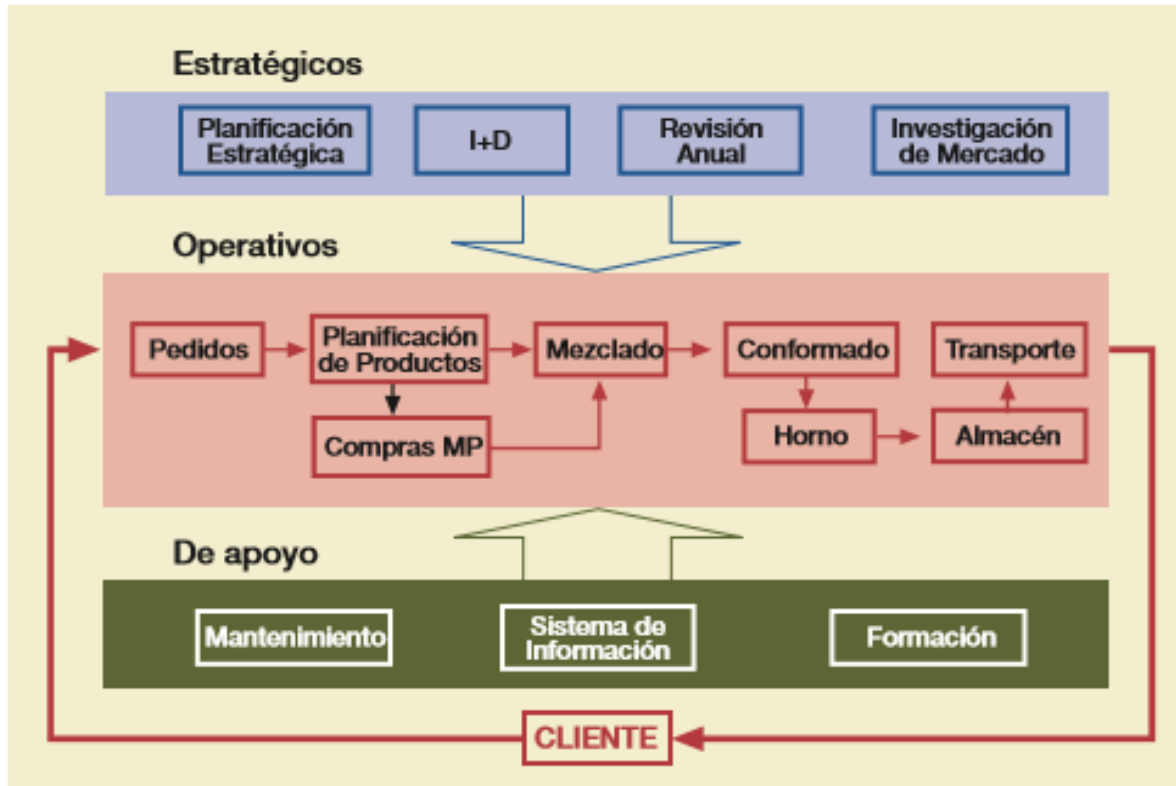 Estratégicos
Planificación
Estratégica
I+D
Revisión
Anual
Investigación
de Mercado
Operativos
Pedidos
Planificación
de Productos
Mezclado
Conformado
Transporte
Compras MP
Horno
Almacén
De apoyo
Mantenimiento
Sistema de
Información
Formación
CLIENTE